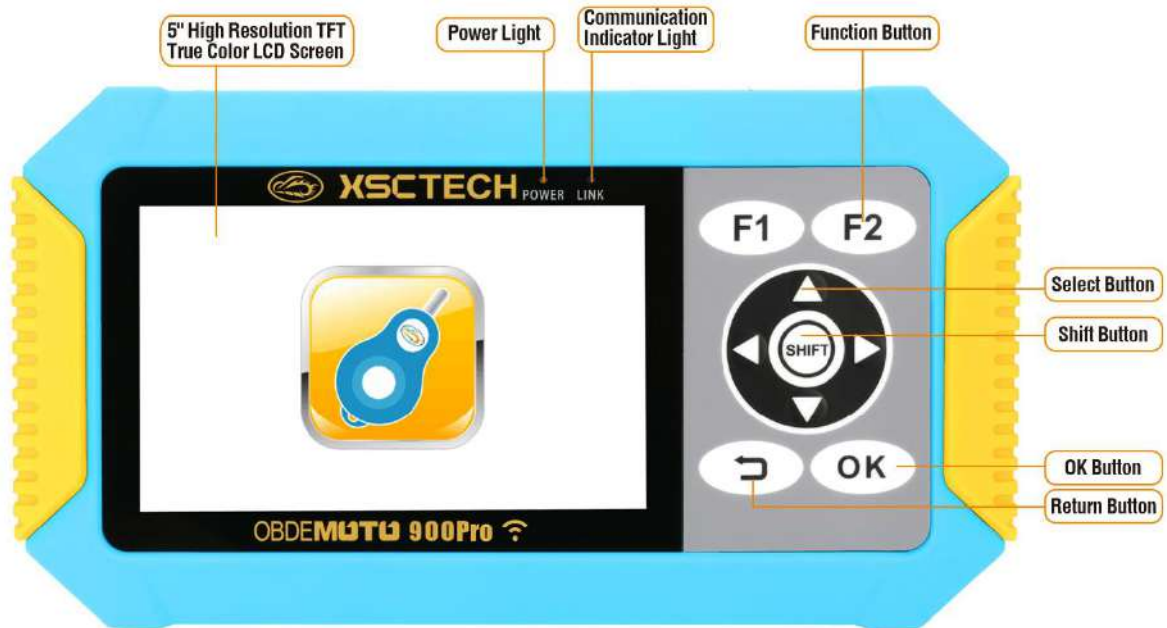 5" High Resolution TFT
True Color LCD Screen
Power Light
Communication
Indicator Light
Function Button
XSCTECH
POWER LINK
F1 F2
Select Button
Shift Button
SHIFT
OK
OK Button
Return Button
OBDEMOTO 900Pro